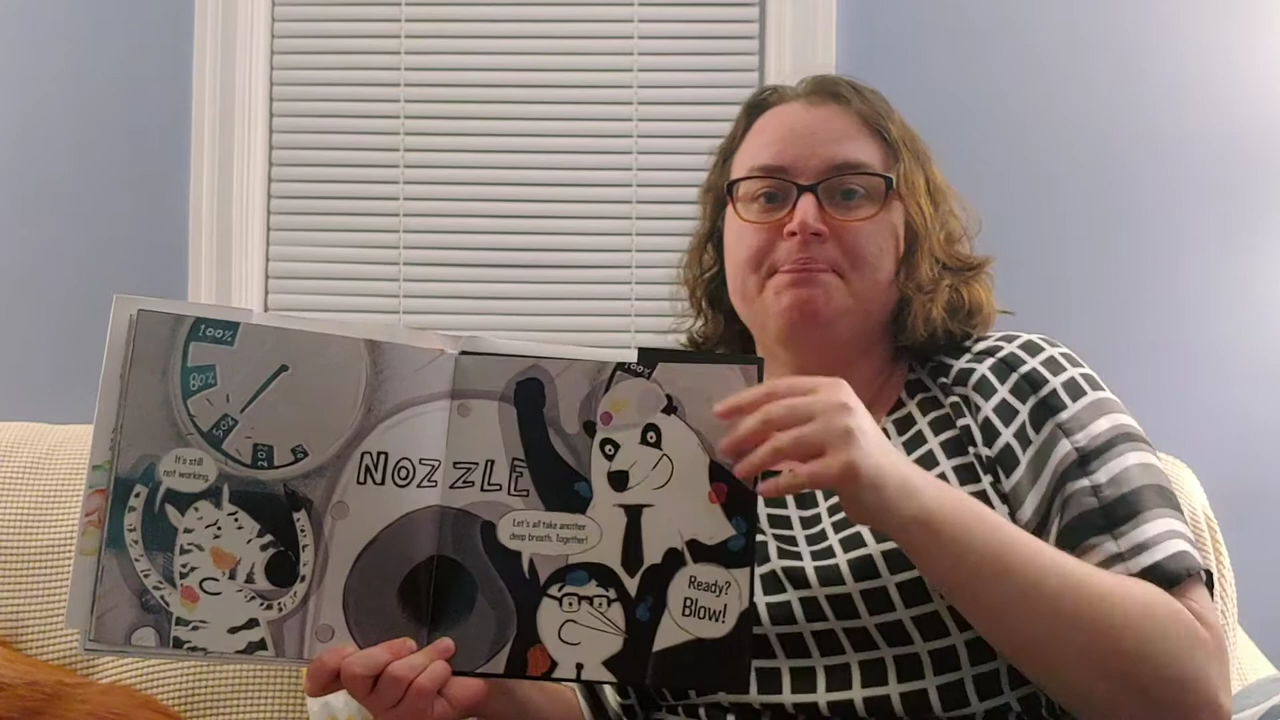 100%
80%
50%
20%
It's still
not working.
NOZZLE
100%
Let's all take another
deep breath. Together!
Ready?
Blow!